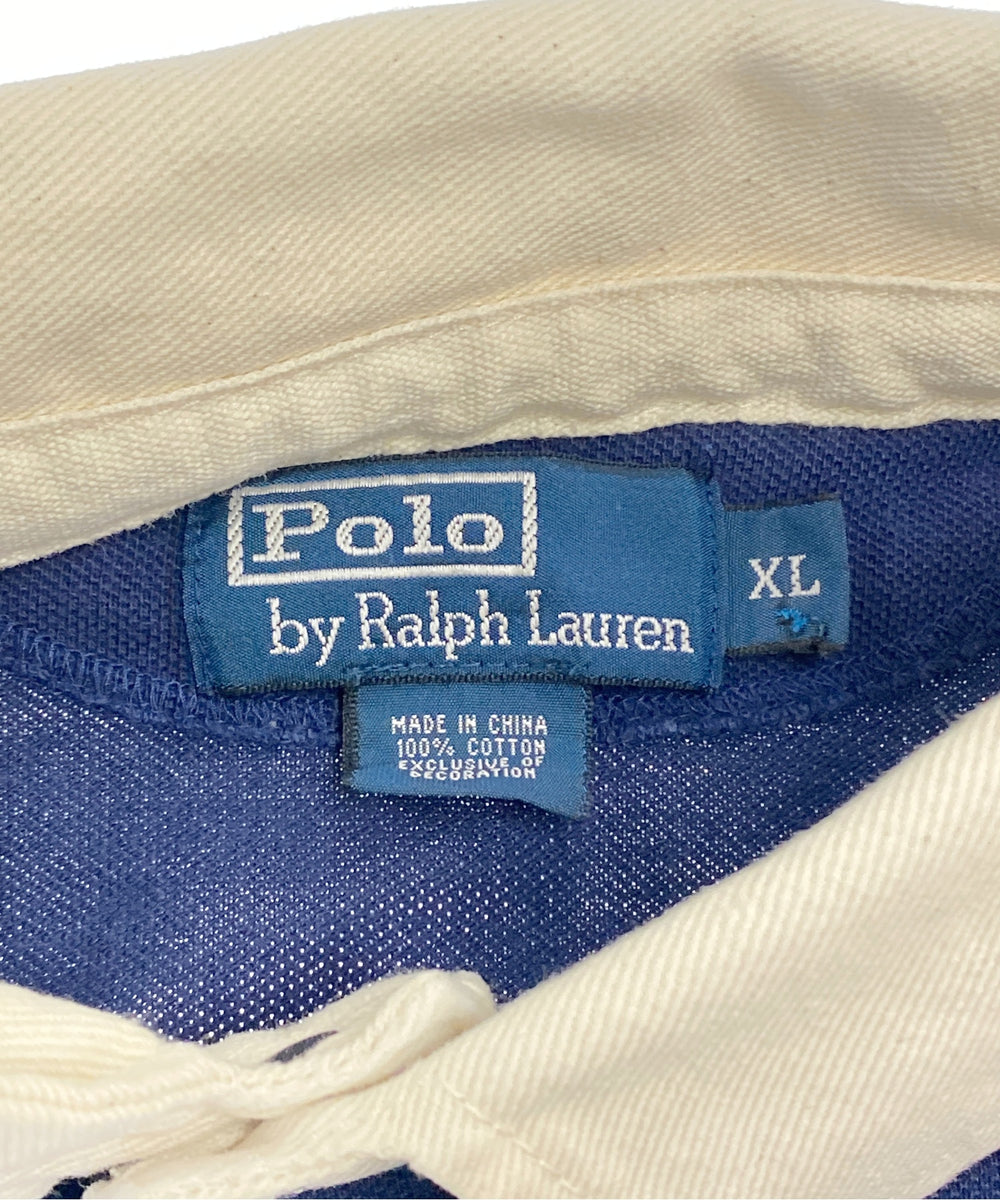 Polo
by Ralph Lauren
XL
MADE IN CHINA
100% COTTON
EXCLUSIVE OF
DECORATION